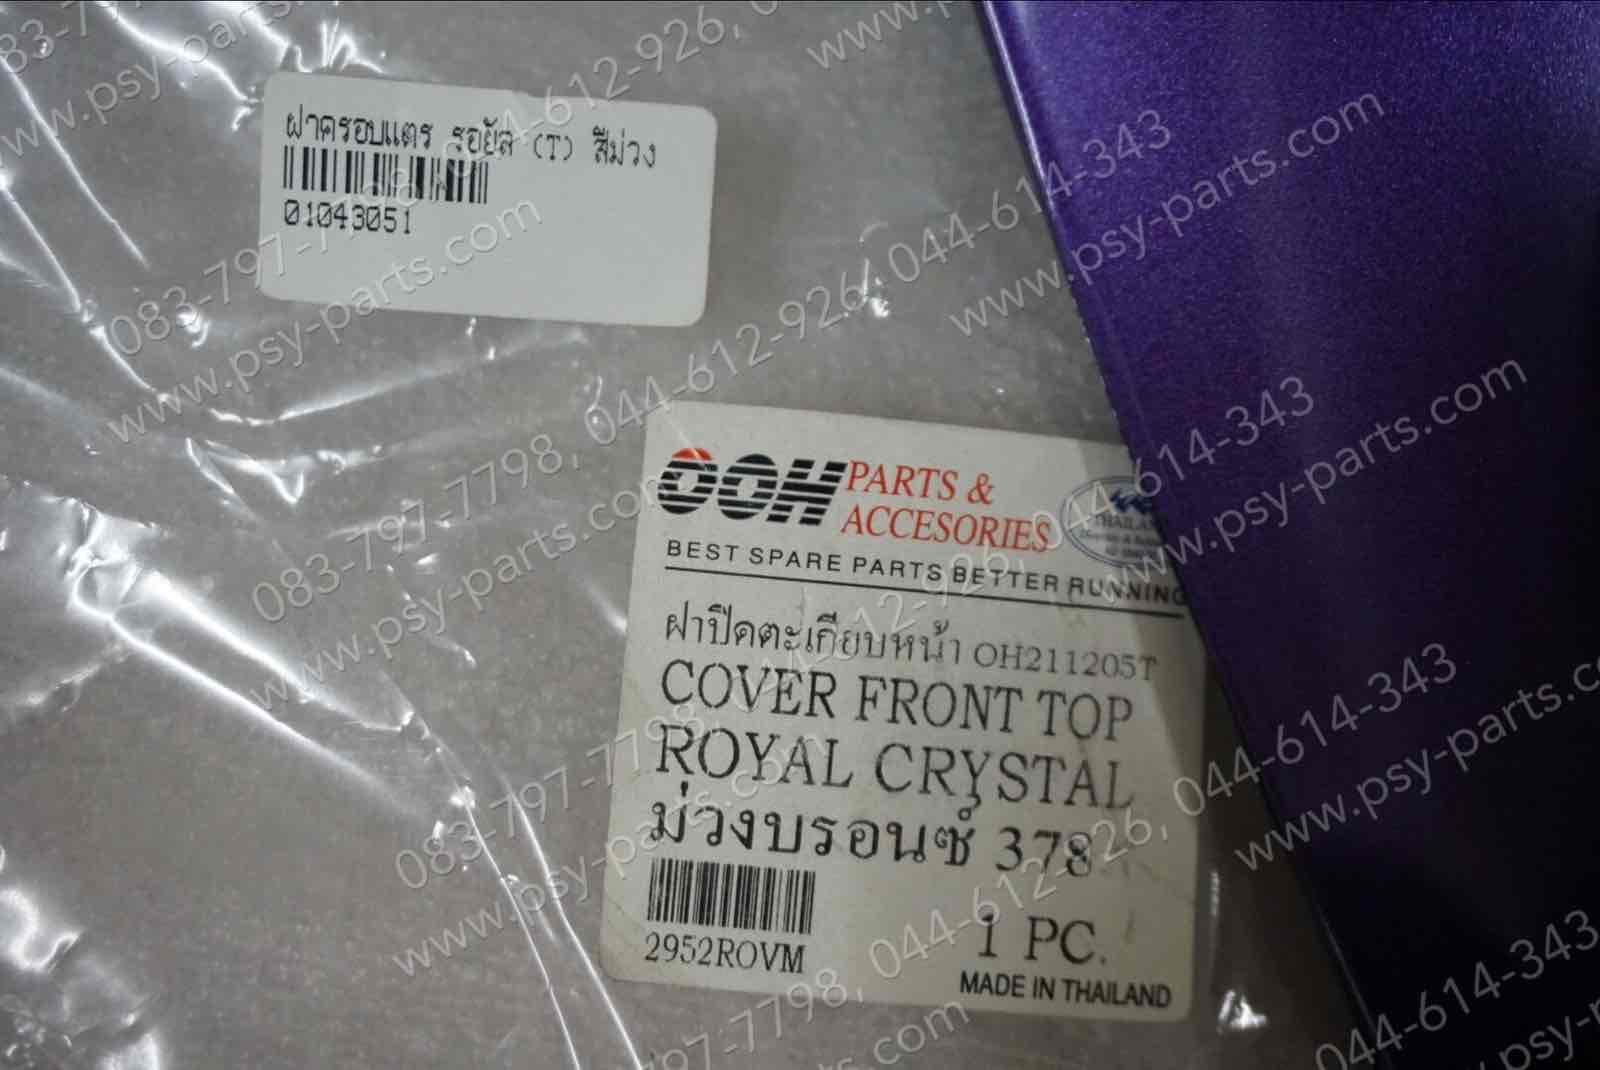 ฝาครอบแตร รอยัล (T) สีม่วง
01043051
OOH PARTS &
ACCESORIES
THAILAND
BEST SPARE PARTS BETTER RUNNING
ฝาปิดตะเกียบหน้า OH211205T
COVER FRONT TOP
ROYAL CRYSTAL
ม่วงบรอนซ์ 378
1 PC.
2952ROVM
MADE IN THAILAND
083-797-7798, 044-612-926, 044-614-343
www.psy-parts.com